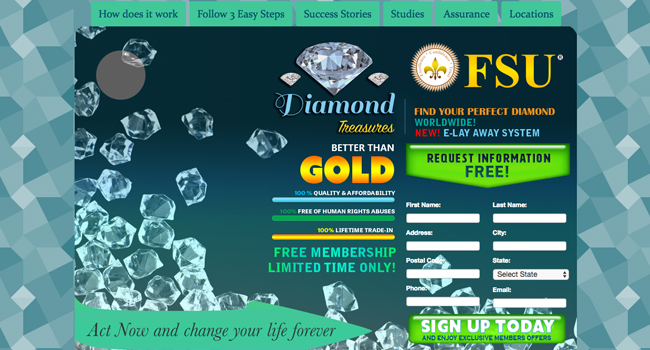 How does it work
Follow 3 Easy Steps
Success Stories
Studies
Assurance
Locations
Diamond
Treasures
FSU®
FIND YOUR PERFECT DIAMOND
WORLDWIDE!
NEW! E-LAY AWAY SYSTEM
BETTER THAN
GOLD
100 % QUALITY & AFFORDABILITY
100% FREE OF HUMAN RIGHTS ABUSES
100% LIFETIME TRADE-IN
FREE MEMBERSHIP
LIMITED TIME ONLY!
REQUEST INFORMATION
FREE!
First Name:
Last Name:
Address:
City:
Postal Code:
State:
Select State
Phone:
Email:
SIGN UP TODAY
AND ENJOY EXCLUSIVE MEMBERS OFFERS
Act Now and change your life forever